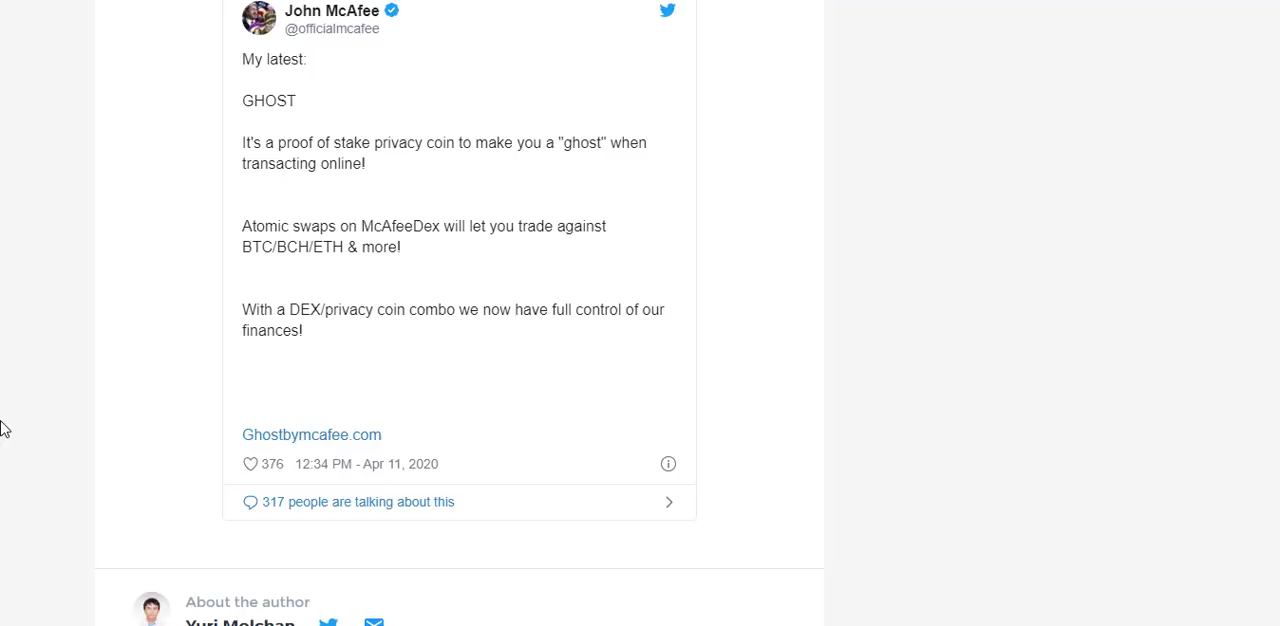 John McAfee
@officialmcafee
My latest:
GHOST
It's a proof of stake privacy coin to make you a "ghost" when
transacting online!
Atomic swaps on McAfeeDex will let you trade against
BTC/BCH/ETH & more!
With a DEX/privacy coin combo we now have full control of our
finances!
Ghostbymcafee.com
376 12:34 PM - Apr 11, 2020
317 people are talking about this
About the author
Yuri Molchan